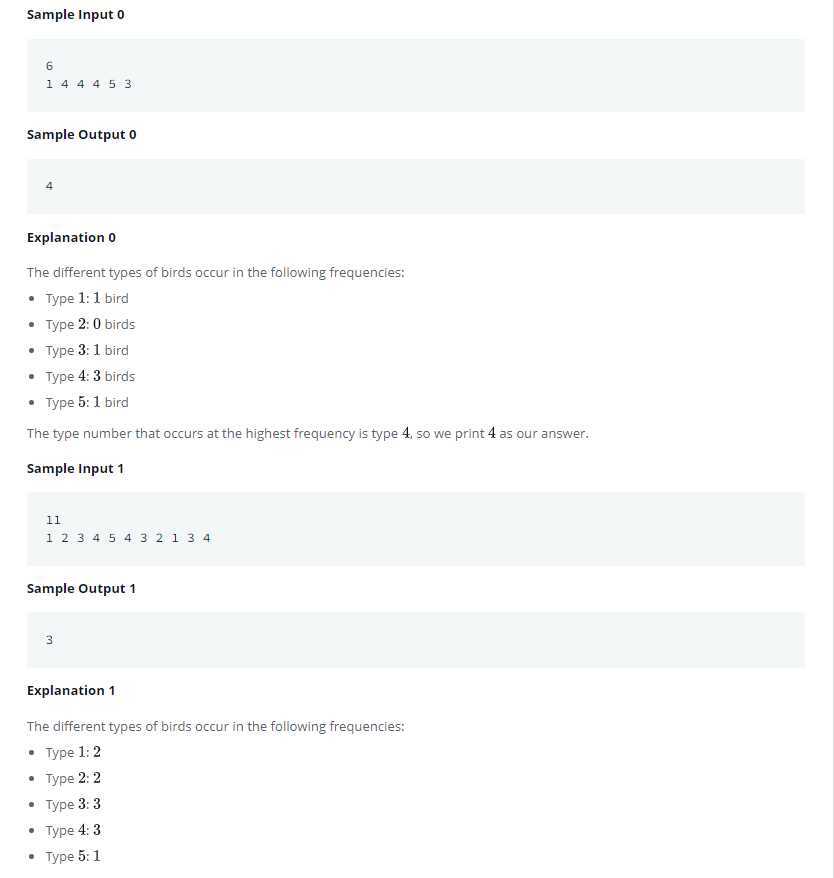 Sample Input 0
6
1 4 4 4 5 3
Sample Output 0
4
Explanation 0
The different types of birds occur in the following frequencies:
• Type 1: 1 bird
• Type 2: 0 birds
• Type 3: 1 bird
• Type 4: 3 birds
• Type 5: 1 bird
The type number that occurs at the highest frequency is type 4, so we print 4 as our answer.
Sample Input 1
11
1 2 3 4 5 4 3 2 1 3 4
Sample Output 1
3
Explanation 1
The different types of birds occur in the following frequencies:
• Type 1: 2
• Type 2: 2
• Type 3: 3
• Type 4: 3
• Type 5: 1